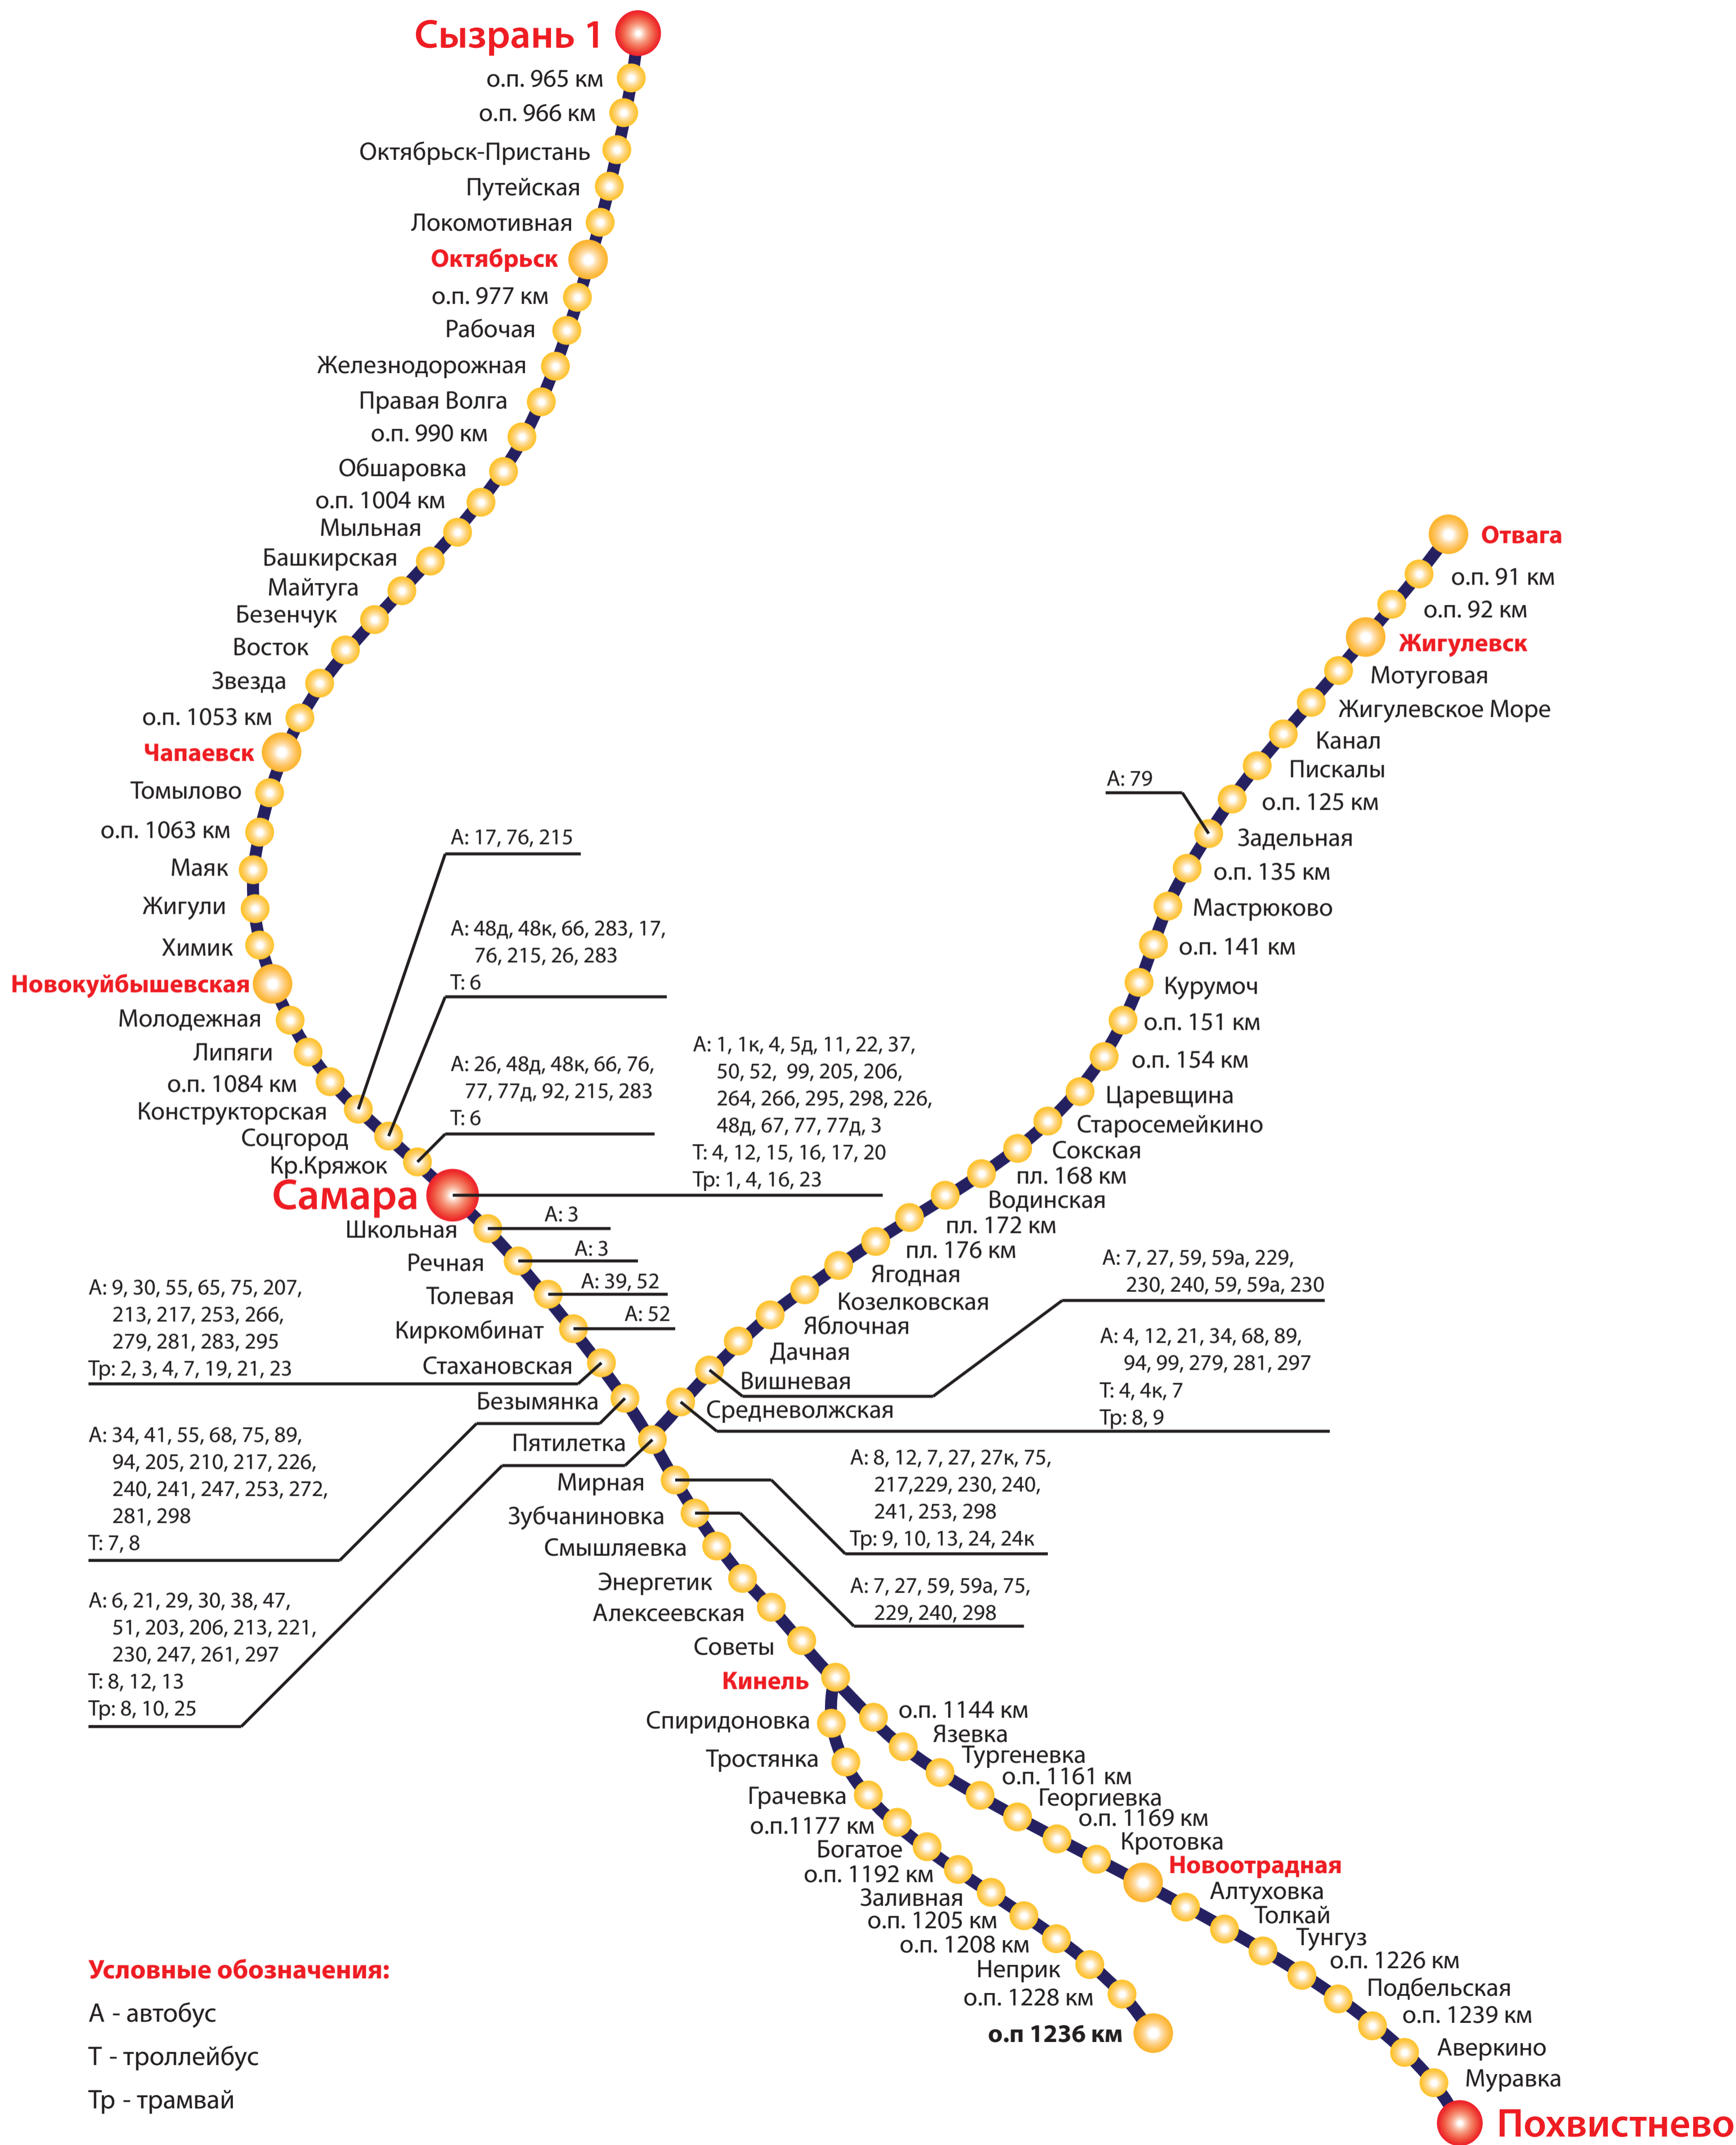 Сызрань 1
о.п. 965 км
о.п. 966 км
Октябрьск-Пристань
Путейская
Локомотивная
Октябрьск
о.п. 977 км
Рабочая
Железнодорожная
Правая Волга
о.п. 990 км
Обшаровка
о.п. 1004 км
Мыльная
Башкирская
Майтуга
Безенчук
Восток
Звезда
о.п. 1053 км
Чапаевск
Томылово
о.п. 1063 км
Маяк
Жигули
Химик
Новокуйбышевская
Молодежная
Липяги
о.п. 1084 км
Конструкторская
Соцгород
Кр.Кряжок
Самара
Школьная
Речная
Толевая
Киркомбинат
Стахановская
Безымянка
Пятилетка
Мирная
Зубчаниновка
Смышляевка
Энергетик
Алексеевская
Советы
Кинель
А: 17, 76, 215
А: 48д, 48к, 66, 283, 17,
76, 215, 26, 283
Т: 6
А: 26, 48д, 48к, 66, 76,
77, 77д, 92, 215, 283
Т: 6
А: 1, 1к, 4, 5д, 11, 22, 37,
50, 52, 99, 205, 206,
264, 266, 295, 298, 226,
48д, 67, 77, 77д, 3
Т: 4, 12, 15, 16, 17, 20
Тр: 1, 4, 16, 23
А: 3
А: 3
А: 39, 52
А: 52
А: 9, 30, 55, 65, 75, 207,
213, 217, 253, 266,
279, 281, 283, 295
Тр: 2, 3, 4, 7, 19, 21, 23
А: 34, 41, 55, 68, 75, 89,
94, 205, 210, 217, 226,
240, 241, 247, 253, 272,
281, 298
Т: 7, 8
А: 6, 21, 29, 30, 38, 47,
51, 203, 206, 213, 221,
230, 247, 261, 297
Т: 8, 12, 13
Тр: 8, 10, 25
Отвага
о.п. 91 км
о.п. 92 км
Жигулевск
Мотуговая
Жигулевское Море
Канал
Пискалы
о.п. 125 км
А: 79
Задельная
о.п. 135 км
Мастрюково
о.п. 141 км
Курумоч
о.п. 151 км
о.п. 154 км
Царевщина
Старосемейкино
Сокская
пл. 168 км
Водинская
пл. 172 км
пл. 176 км
Ягодная
Козелковская
Яблочная
Дачная
Вишневая
Средневолжская
А: 7, 27, 59, 59а, 229,
230, 240, 59, 59а, 230
А: 4, 12, 21, 34, 68, 89,
94, 99, 279, 281, 297
Т: 4, 4к, 7
Тр: 8, 9
А: 8, 12, 7, 27, 27к, 75,
217,229, 230, 240,
241, 253, 298
Тр: 9, 10, 13, 24, 24к
А: 7, 27, 59, 59а, 75,
229, 240, 298
Спиридоновка
Тростянка
Грачевка
о.п.1177 км
Богатое
о.п. 1192 км
Заливная
о.п. 1205 км
о.п. 1208 км
Неприк
о.п. 1228 км
о.п 1236 км
о.п. 1144 км
Язевка
Тургеневка
о.п. 1161 км
Георгиевка
о.п. 1169 км
Кротовка
Новоотрадная
Алтуховка
Толкай
Тунгуз
о.п. 1226 км
Подбельская
о.п. 1239 км
Аверкино
Муравка
Похвистнево
Условные обозначения:
А - автобус
Т - троллейбус
Тр - трамвай